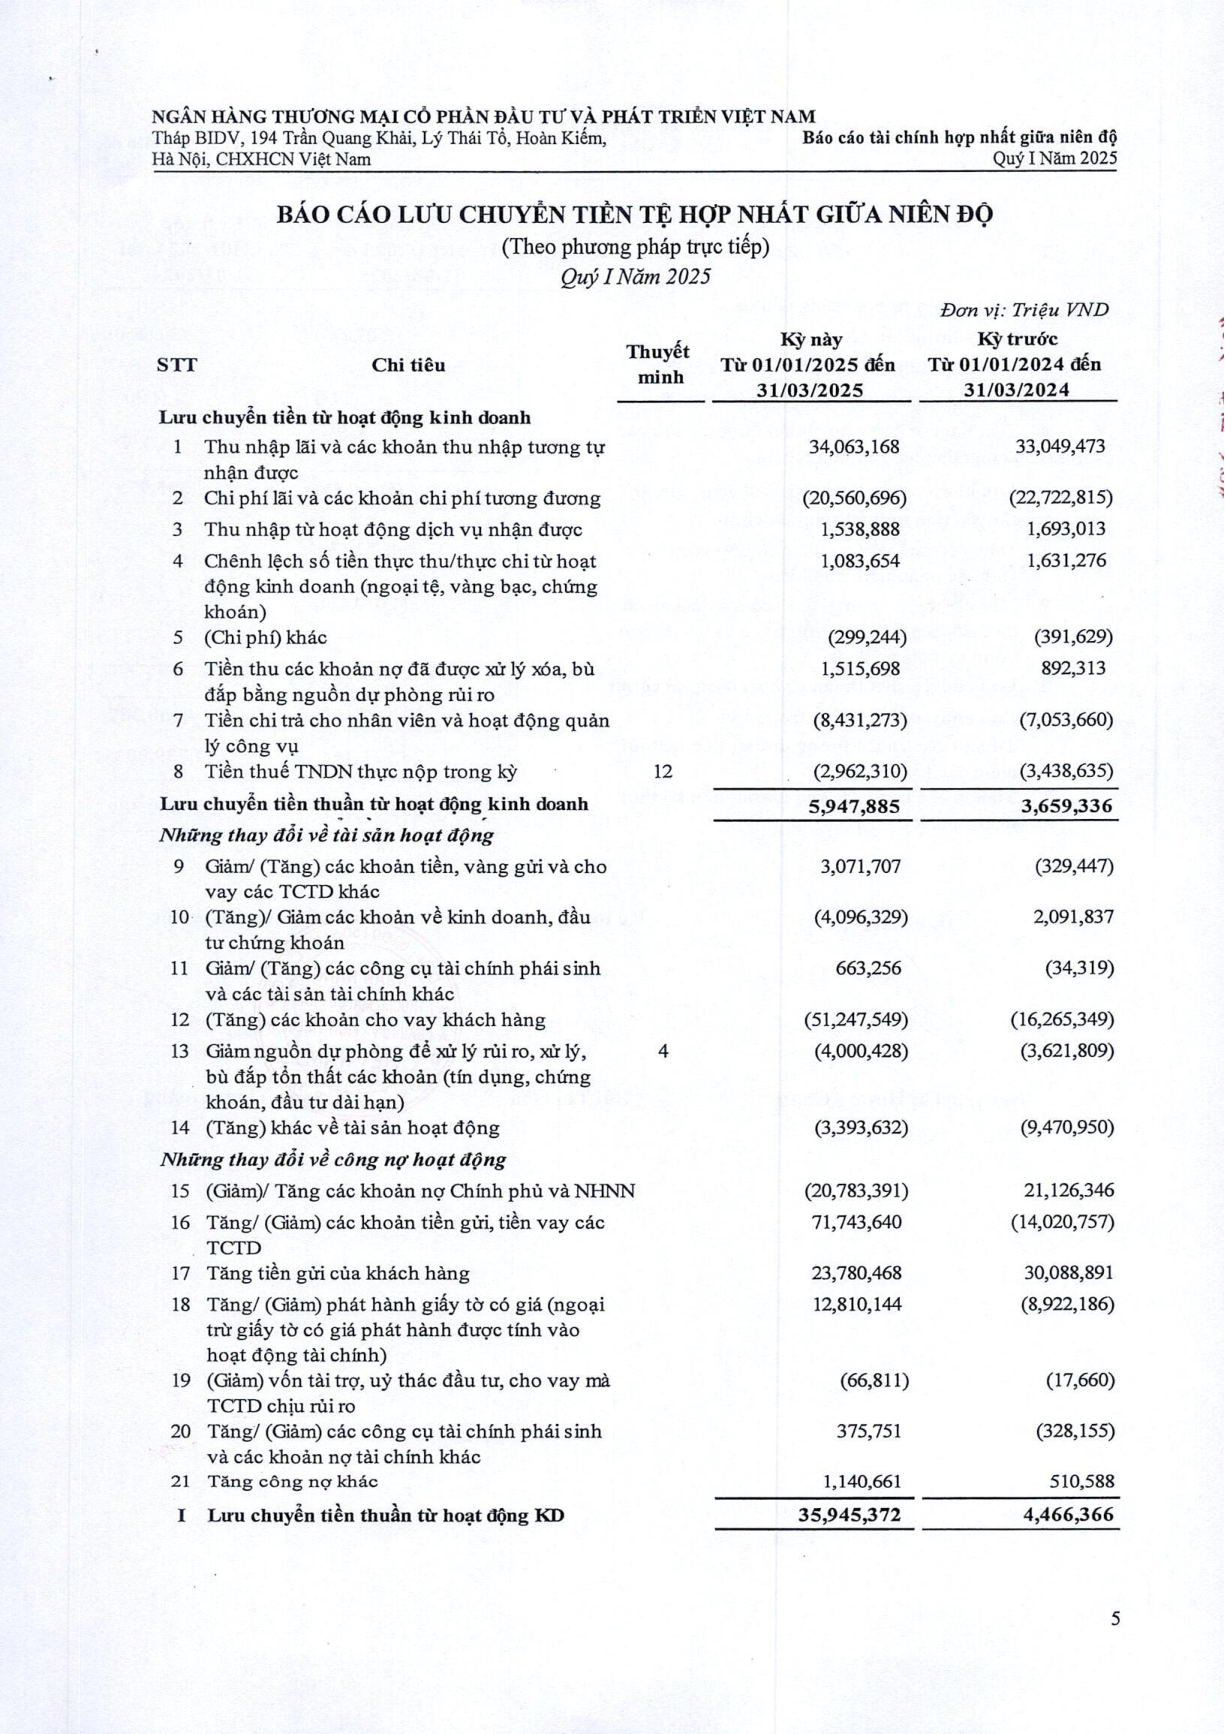 NGÂN HÀNG THƯƠNG MẠI CỔ PHẦN ĐẦU TƯ VÀ PHÁT TRIỂN VIỆT NAM
Tháp BIDV, 194 Trần Quang Khải, Lý Thái Tổ, Hoàn Kiếm, Báo cáo tài chính hợp nhất giữa niên độ
Hà Nội, CHXHCN Việt Nam Quý I Năm 2025
BÁO CÁO LƯU CHUYỂN TIỀN TỆ HỢP NHẤT GIỮA NIÊN ĐỘ
(Theo phương pháp trực tiếp)
Quý I Năm 2025
Đơn vị: Triệu VND
STT Chỉ tiêu Thuyết minh Kỳ này Từ 01/01/2025 đến 31/03/2025 Kỳ trước Từ 01/01/2024 đến 31/03/2024
Lưu chuyển tiền từ hoạt động kinh doanh
1 Thu nhập lãi và các khoản thu nhập tương tự 34,063,168 33,049,473
nhận được
2 Chi phí lãi và các khoản chi phí tương đương (20,560,696) (22,722,815)
3 Thu nhập từ hoạt động dịch vụ nhận được 1,538,888 1,693,013
4 Chênh lệch số tiền thực thu/thực chi từ hoạt 1,083,654 1,631,276
động kinh doanh (ngoại tệ, vàng bạc, chứng
khoán)
5 (Chi phí) khác (299,244) (391,629)
6 Tiền thu các khoản nợ đã được xử lý xóa, bù 1,515,698 892,313
đắp bằng nguồn dự phòng rủi ro
7 Tiền chi trả cho nhân viên và hoạt động quản (8,431,273) (7,053,660)
lý công vụ
8 Tiền thuế TNDN thực nộp trong kỳ 12 (2,962,310) (3,438,635)
Lưu chuyển tiền thuần từ hoạt động kinh doanh 5,947,885 3,659,336
Những thay đổi về tài sản hoạt động
9 Giảm/ (Tăng) các khoản tiền, vàng gửi và cho 3,071,707 (329,447)
vay các TCTD khác
10 (Tăng)/ Giảm các khoản về kinh doanh, đầu (4,096,329) 2,091,837
tư chứng khoán
11 Giảm/ (Tăng) các công cụ tài chính phái sinh 663,256 (34,319)
và các tài sản tài chính khác
12 (Tăng) các khoản cho vay khách hàng (51,247,549) (16,265,349)
13 Giảm nguồn dự phòng để xử lý rủi ro, xử lý, 4 (4,000,428) (3,621,809)
bù đắp tổn thất các khoản (tín dụng, chứng
khoán, đầu tư dài hạn)
14 (Tăng) khác về tài sản hoạt động (3,393,632) (9,470,950)
Những thay đổi về công nợ hoạt động
15 (Giảm)/ Tăng các khoản nợ Chính phủ và NHNN (20,783,391) 21,126,346
16 Tăng/ (Giảm) các khoản tiền gửi, tiền vay các 71,743,640 (14,020,757)
TCTD
17 Tăng tiền gửi của khách hàng 23,780,468 30,088,891
18 Tăng/ (Giảm) phát hành giấy tờ có giá (ngoại 12,810,144 (8,922,186)
trừ giấy tờ có giá phát hành được tính vào
hoạt động tài chính)
19 (Giảm) vốn tài trợ, uỷ thác đầu tư, cho vay mà (66,811) (17,660)
TCTD chịu rủi ro
20 Tăng/ (Giảm) các công cụ tài chính phái sinh 375,751 (328,155)
và các khoản nợ tài chính khác
21 Tăng công nợ khác 1,140,661 510,588
I Lưu chuyển tiền thuần từ hoạt động KD 35,945,372 4,466,366
5